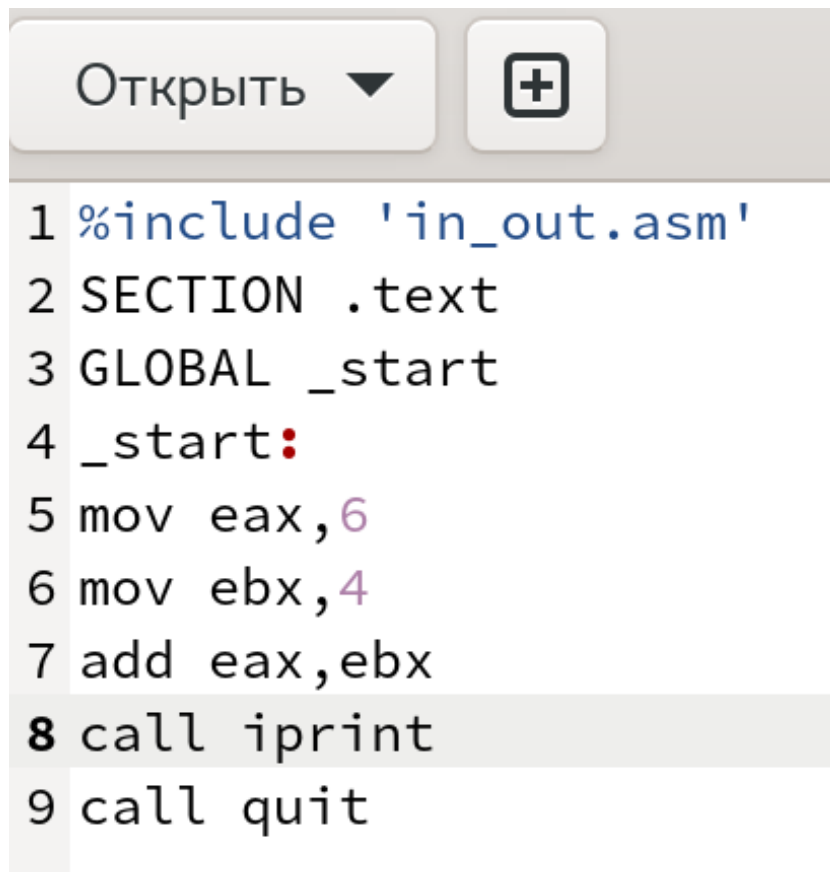 Открыть
1 %include 'in_out.asm'
2 SECTION .text
3 GLOBAL _start
4 _start:
5 mov eax,6
6 mov ebx,4
7 add eax,ebx
8 call iprint
9 call quit